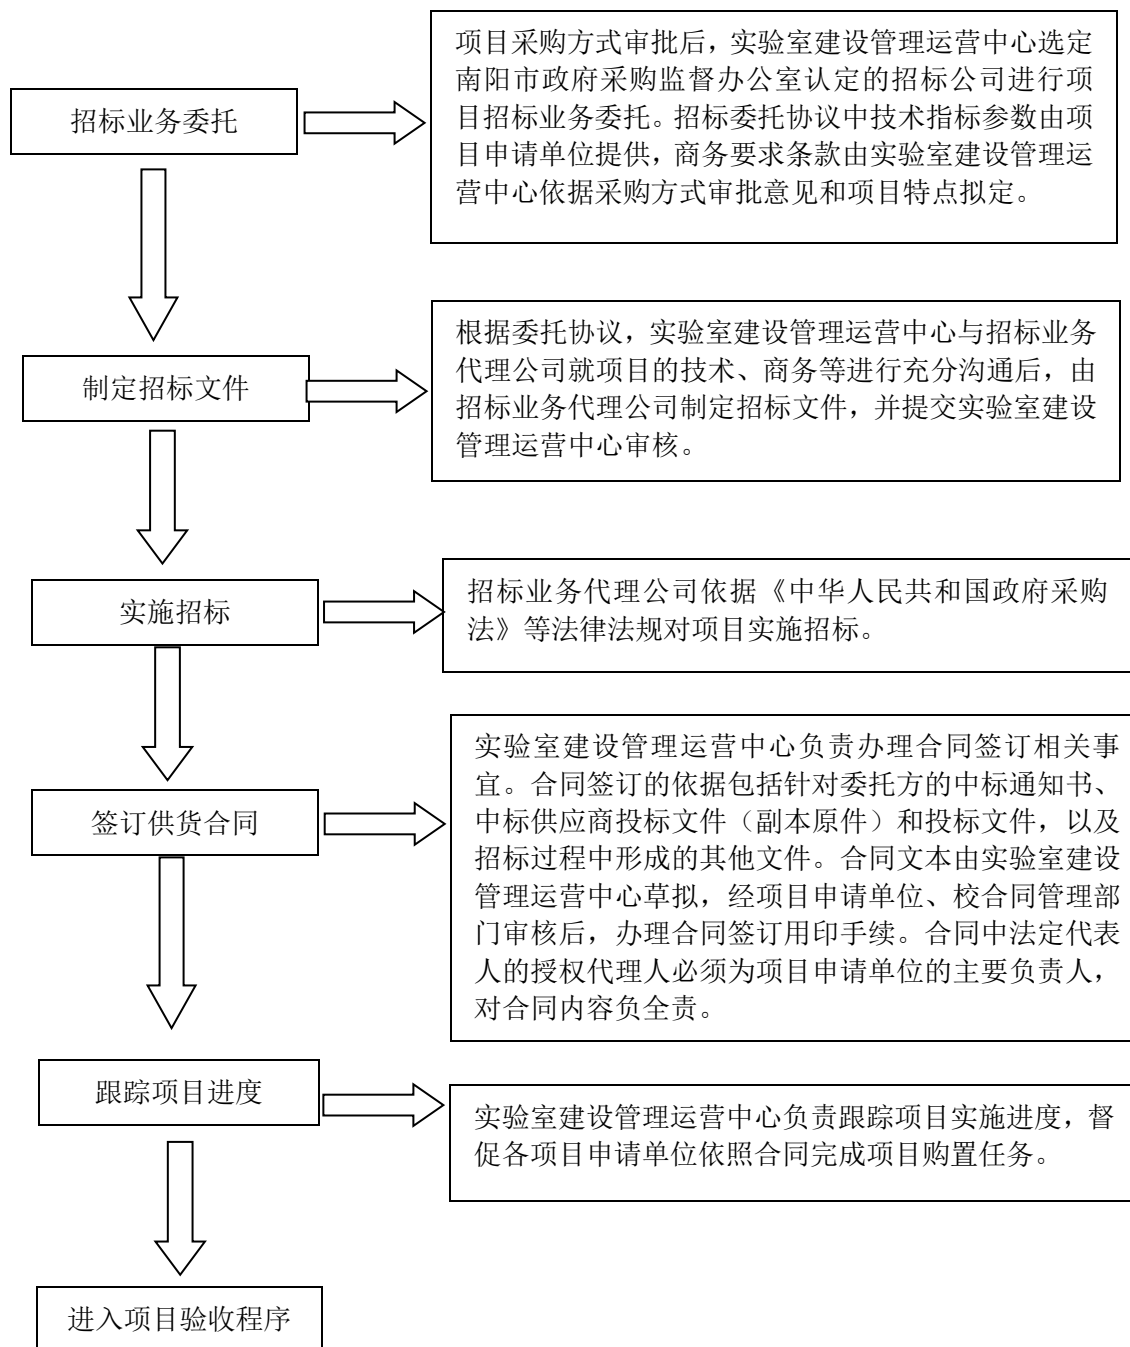 招标业务委托
项目采购方式审批后，实验室建设管理运营中心选定
南阳市政府采购监督办公室认定的招标公司进行项
目招标业务委托。招标委托协议中技术指标参数由项
目申请单位提供，商务要求条款由实验室建设管理运
营中心依据采购方式审批意见和项目特点拟定。
制定招标文件
根据委托协议，实验室建设管理运营中心与招标业务
代理公司就项目的技术、商务等进行充分沟通后，由
招标业务代理公司制定招标文件，并提交实验室建设
管理运营中心审核。
实施招标
招标业务代理公司依据《中华人民共和国政府采购
法》等法律法规对项目实施招标。
签订供货合同
实验室建设管理运营中心负责办理合同签订相关事
宜。合同签订的依据包括针对委托方的中标通知书、
中标供应商投标文件（副本原件）和投标文件，以及
招标过程中形成的其他文件。合同文本由实验室建设
管理运营中心草拟，经项目申请单位、校合同管理部
门审核后，办理合同签订用印手续。合同中法定代表
人的授权代理人必须为项目申请单位的主要负责人，
对合同内容负全责。
跟踪项目进度
实验室建设管理运营中心负责跟踪项目实施进度，督
促各项目申请单位依照合同完成项目购置任务。
进入项目验收程序